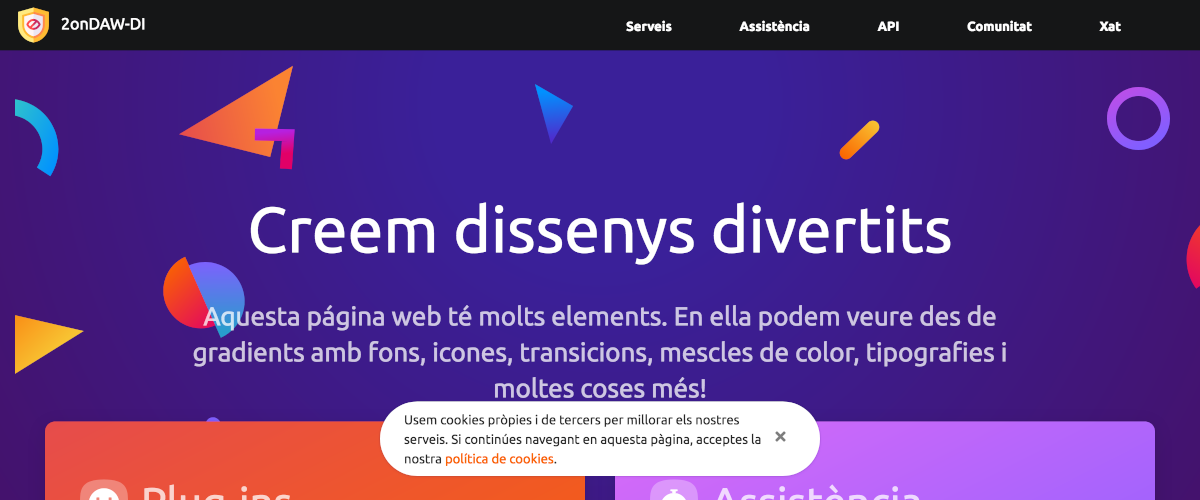 2onDAW-DI
Serveis
Assistència
API
Comunitat
Xat
Creem dissenys divertits
Aquesta página web té molts elements. En ella podem veure des de
gradients amb fons, icones, transicions, mescles de color, tipografies i
moltes coses més!
Usem cookies pròpies i de tercers per millorar els nostres
serveis. Si continúes navegant en aquesta pàgina, acceptes la
nostra política de cookies.
×
Plug-ins
Assistència